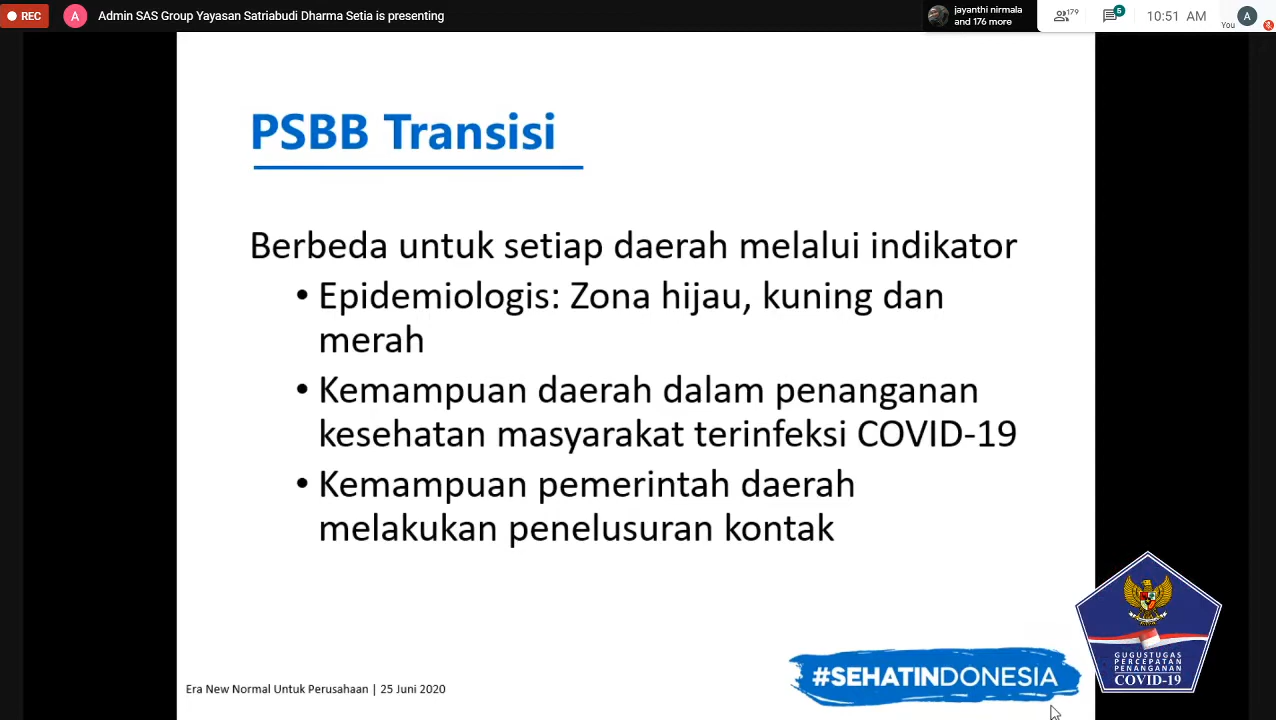 REC
A
Admin SAS Group Yayasan Satriabudi Dharma Setia is presenting
jayanthi nirmala
and 176 more
179
5
10:51 AM
You
A
PSBB Transisi
Berbeda untuk setiap daerah melalui indikator
• Epidemiologis: Zona hijau, kuning dan
merah
• Kemampuan daerah dalam penanganan
kesehatan masyarakat terinfeksi COVID-19
• Kemampuan pemerintah daerah
melakukan penelusuran kontak
Era New Normal Untuk Perusahaan | 25 Juni 2020
#SEHATINDONESIA
GUGUSTUGAS
PERCEPATAN
PENANGANAN
COVID-19